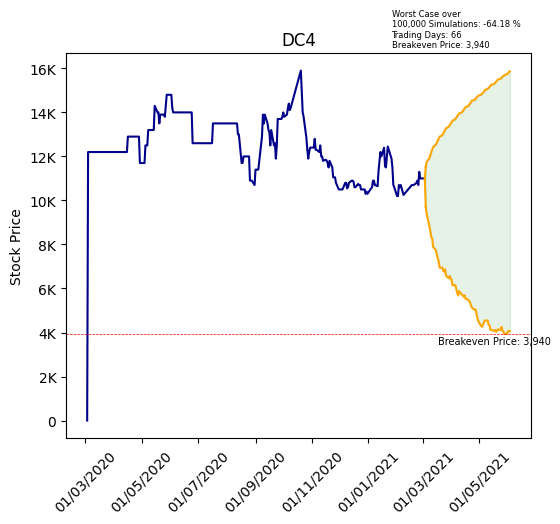 Worst Case over
100,000 Simulations: -64.18 %
Trading Days: 66
Breakeven Price: 3,940
DC4
Stock Price
16K
14K
12K
10K
8K
6K
4K
2K
0
Breakeven Price: 3,940
01/03/2020
01/05/2020
01/07/2020
01/09/2020
01/11/2020
01/01/2021
01/03/2021
01/05/2021